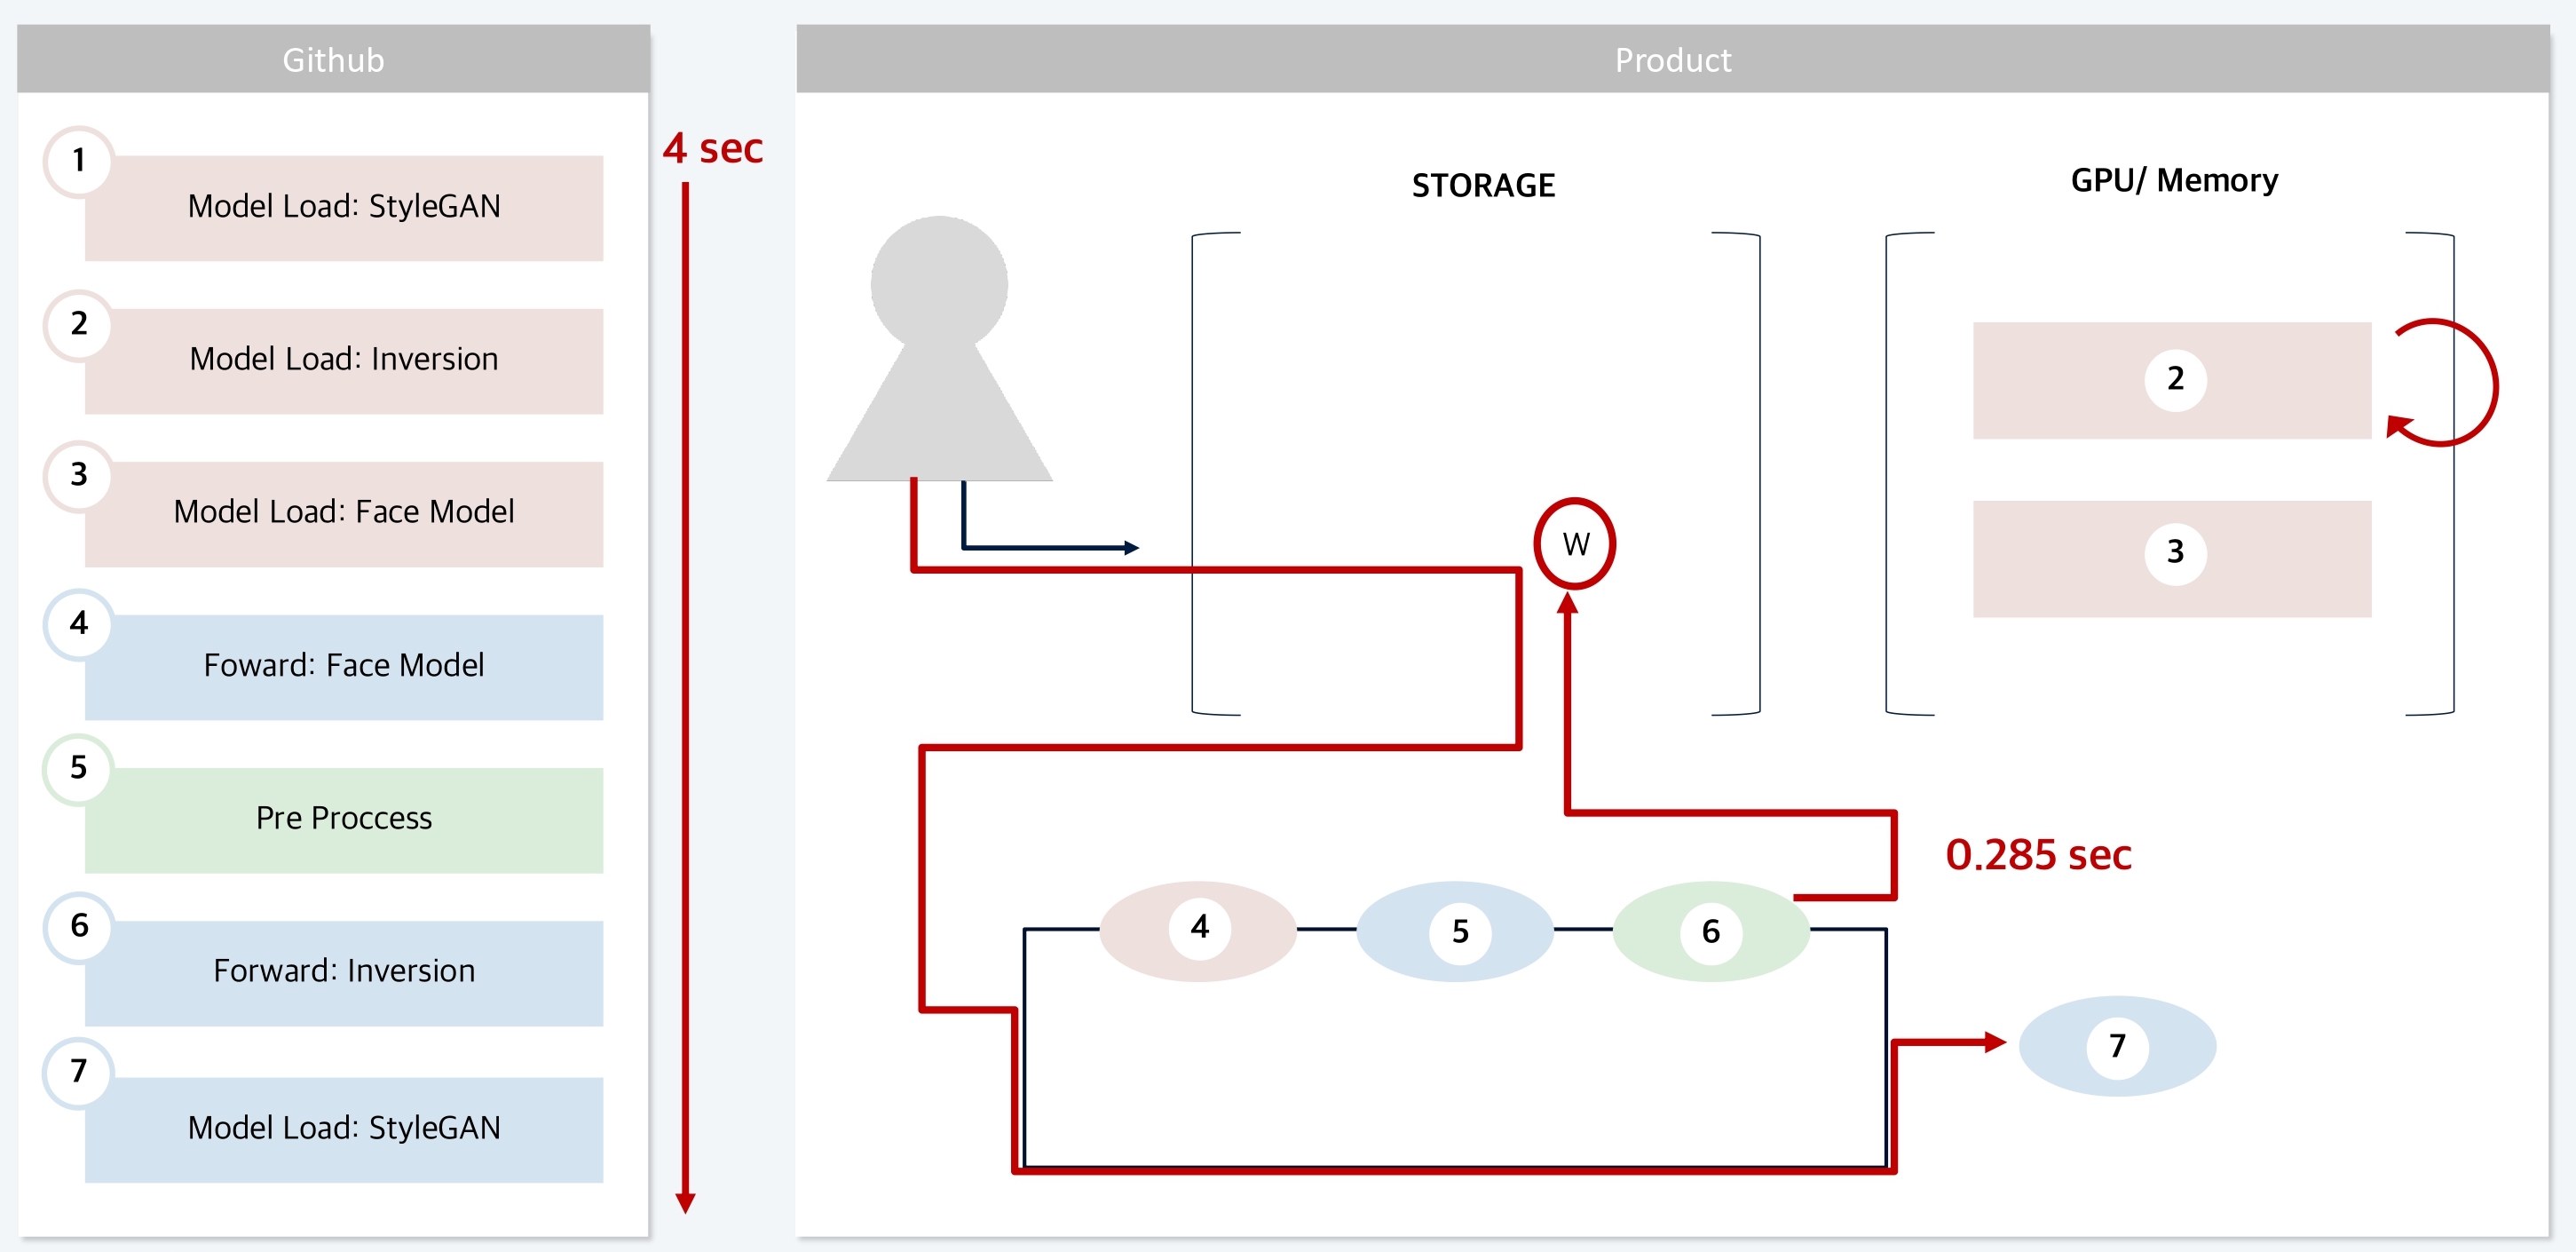 Github
1
Model Load: StyleGAN
2
Model Load: Inversion
3
Model Load: Face Model
4
Foward: Face Model
5
Pre Proccess
6
Forward: Inversion
7
Model Load: StyleGAN
4 sec
Product
STORAGE
GPU/ Memory
2
3
W
0.285 sec
4
5
6
7